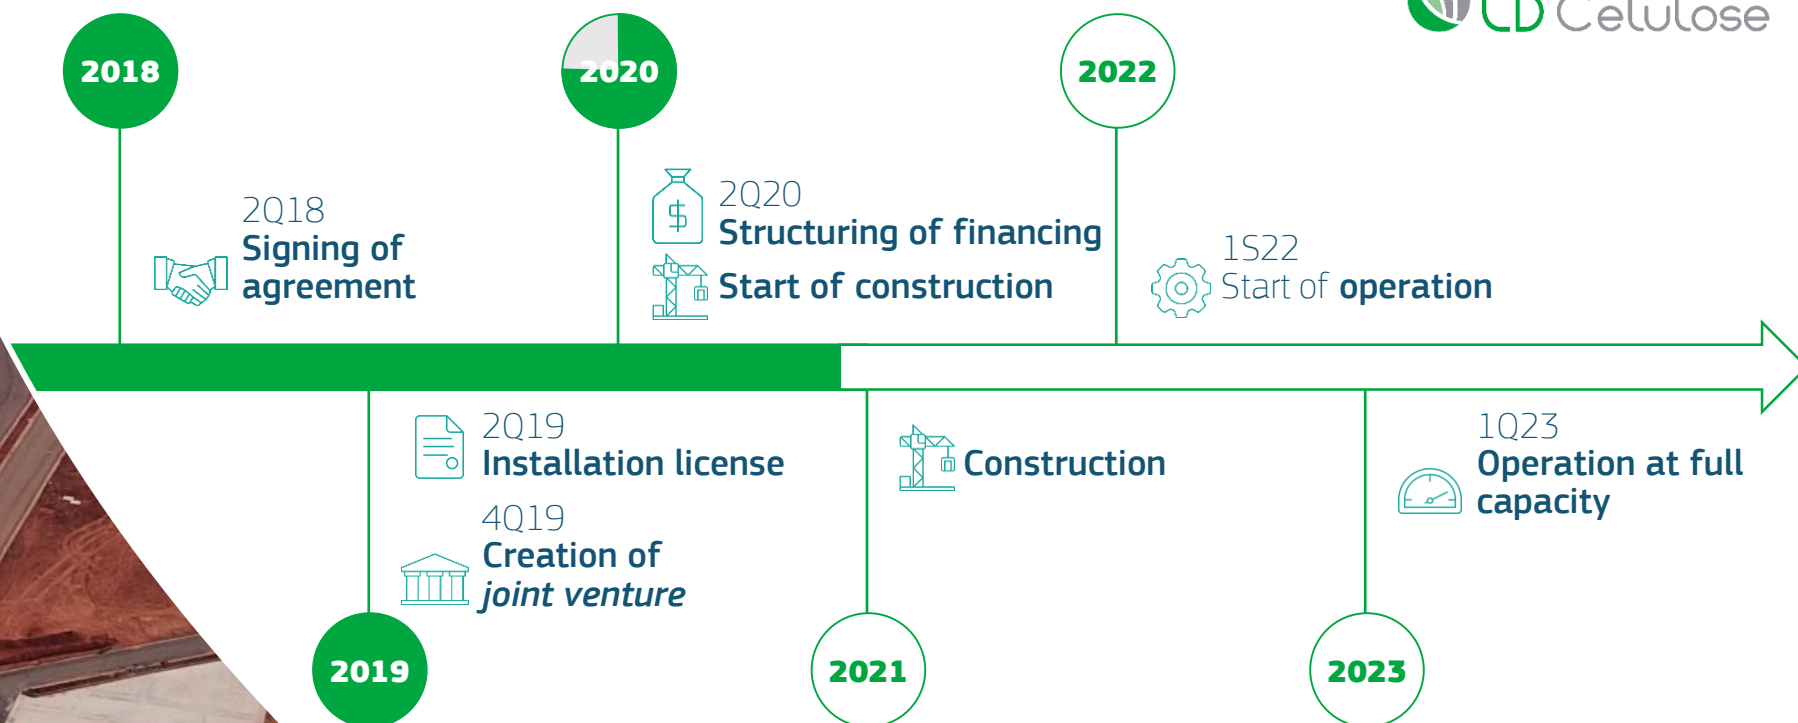 LD Celulose
2018
2020
2022
2Q18
Signing of
agreement
2Q20
Structuring of financing
Start of construction
1S22
Start of operation
2Q19
Installation license
4Q19
Creation of
joint venture
Construction
1Q23
Operation at full
capacity
2019
2021
2023